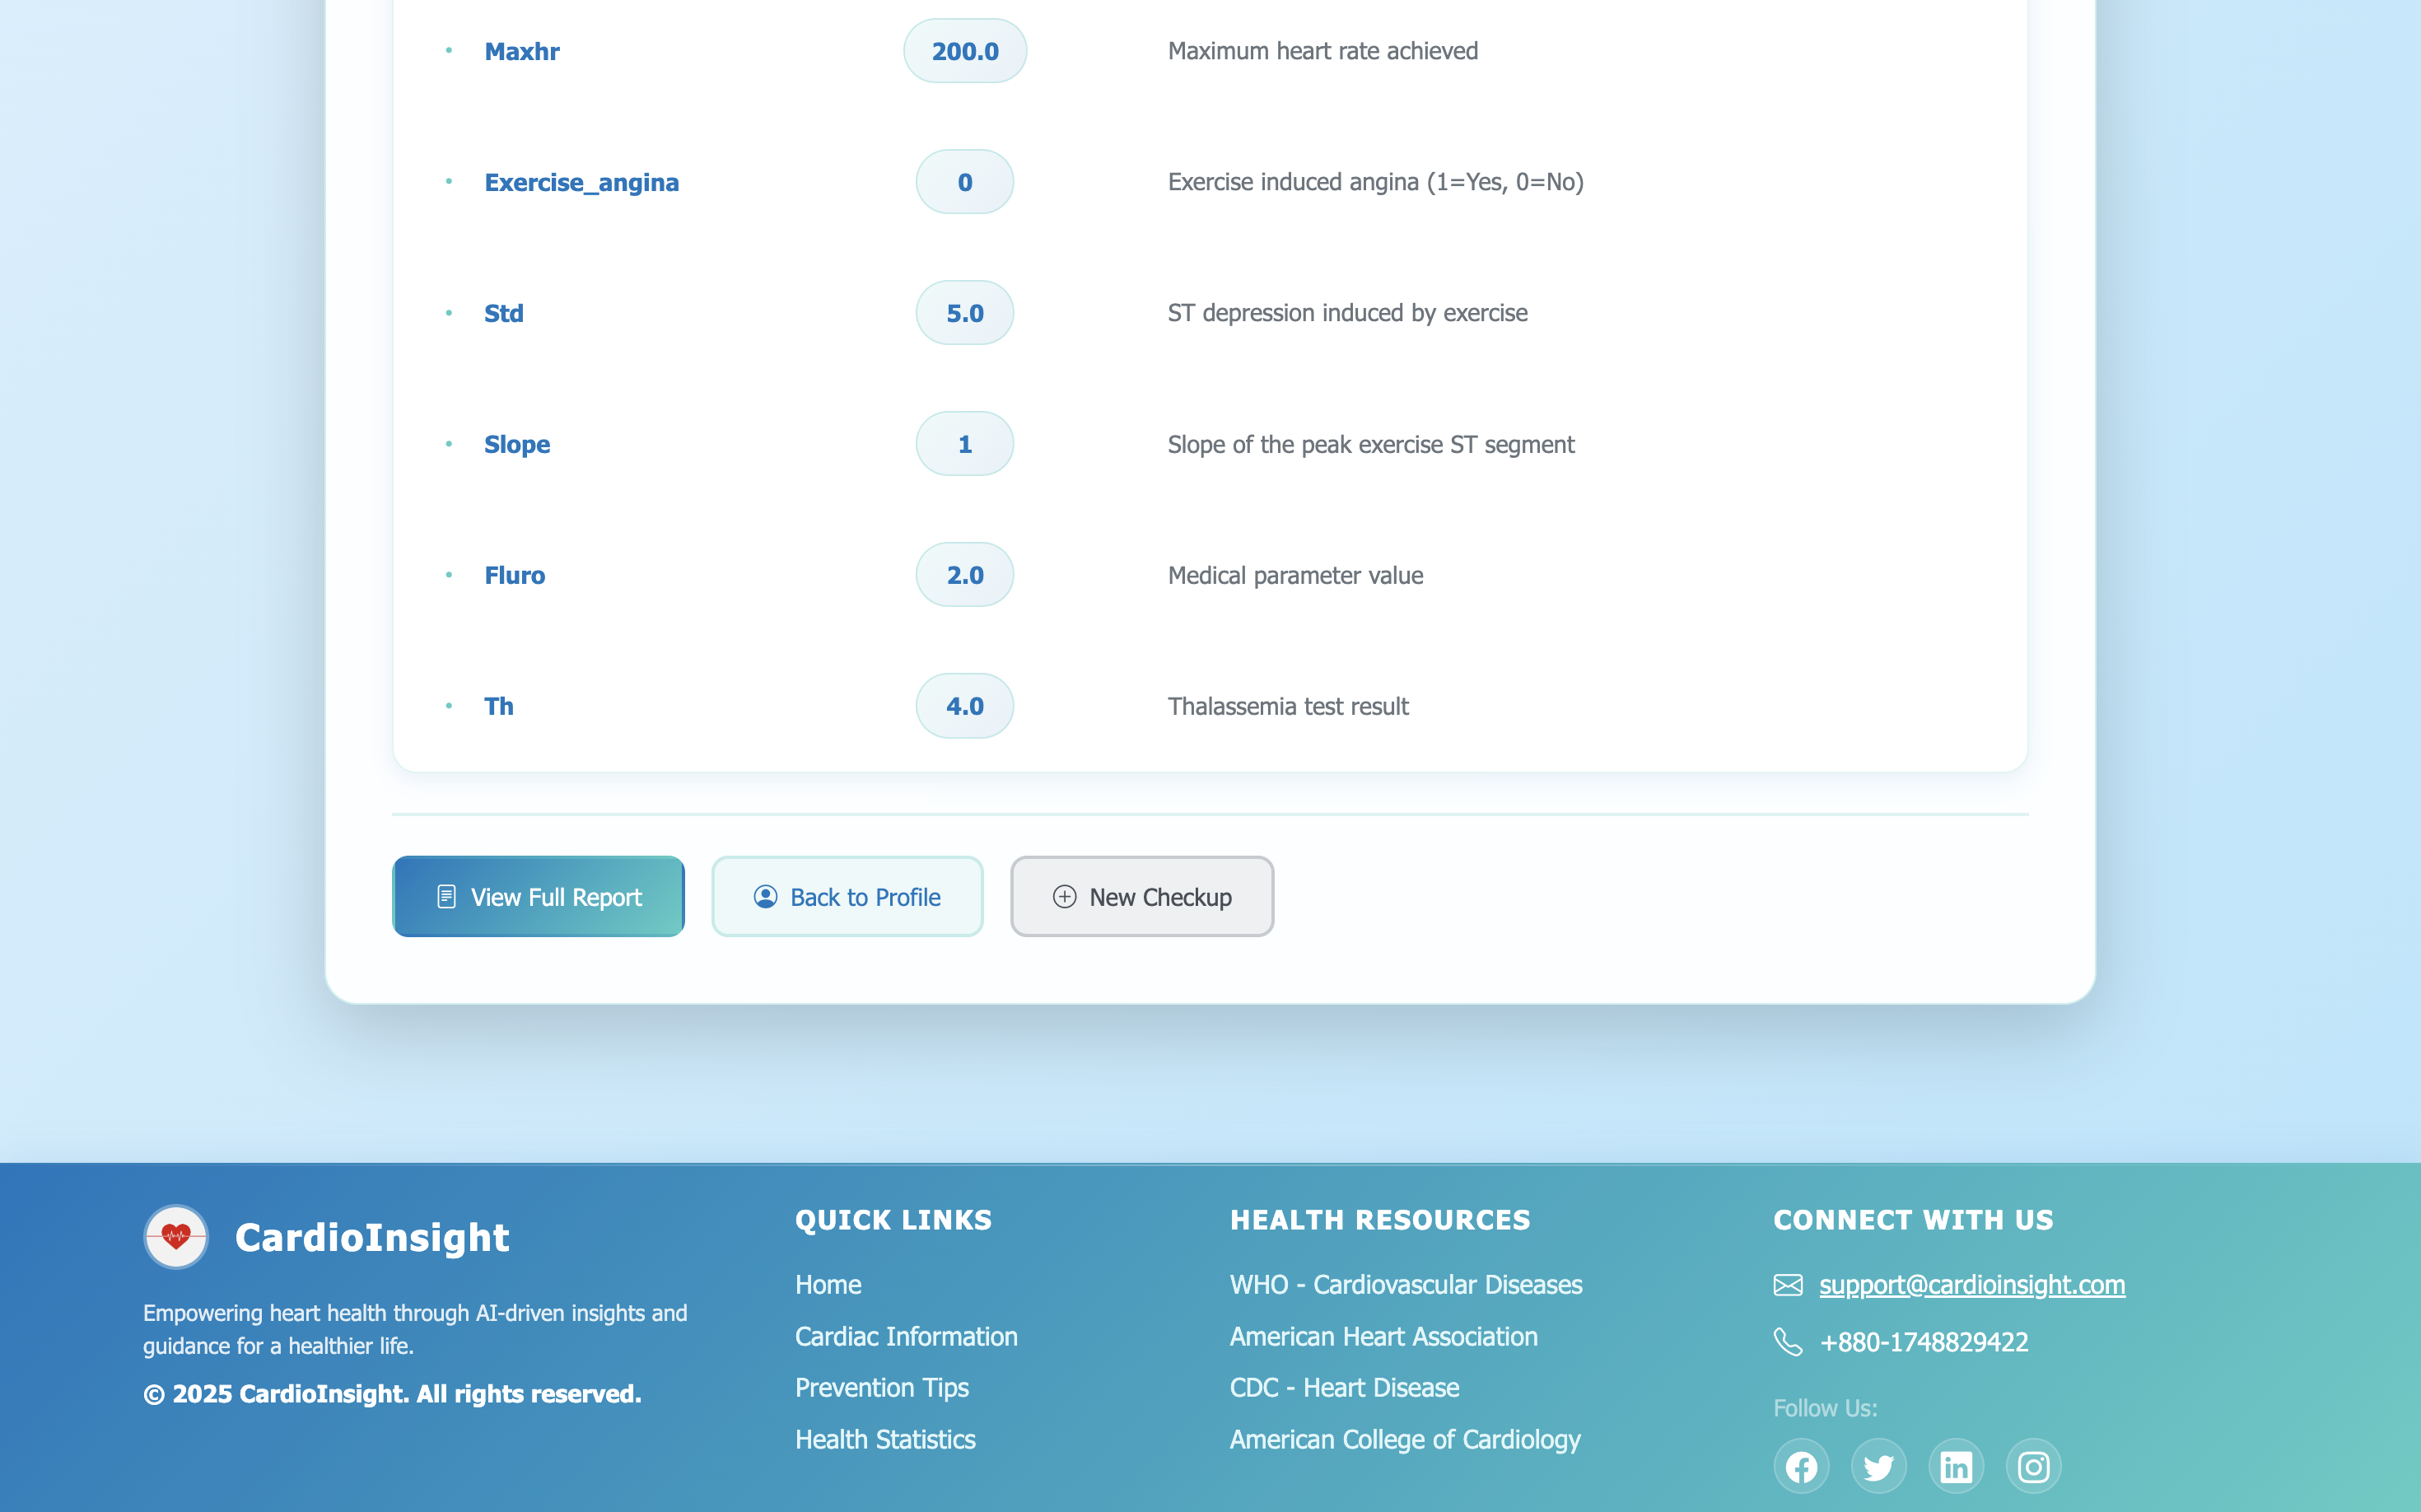 Maxhr 200.0 Maximum heart rate achieved
Exercise_angina 0 Exercise induced angina (1=Yes, 0=No)
Std 5.0 ST depression induced by exercise
Slope 1 Slope of the peak exercise ST segment
Fluro 2.0 Medical parameter value
Th 4.0 Thalassemia test result
View Full Report
Back to Profile
New Checkup
CardioInsight
Empowering heart health through AI-driven insights and
guidance for a healthier life.
© 2025 CardioInsight. All rights reserved.
QUICK LINKS
Home
Cardiac Information
Prevention Tips
Health Statistics
HEALTH RESOURCES
WHO - Cardiovascular Diseases
American Heart Association
CDC - Heart Disease
American College of Cardiology
CONNECT WITH US
support@cardioinsight.com
+880-1748829422
Follow Us: